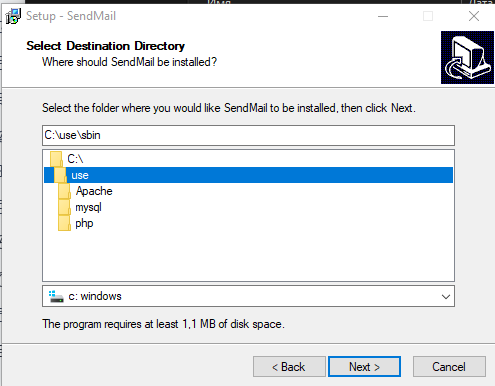 Имя
Дата
Setup - SendMail
Select Destination Directory
Where should SendMail be installed?
Select the folder where you would like SendMail to be installed, then click Next.
C:\use\sbin
C:\
use
Apache
mysql
php
c: windows
The program requires at least 1,1 MB of disk space.
< Back
Next >
Cancel